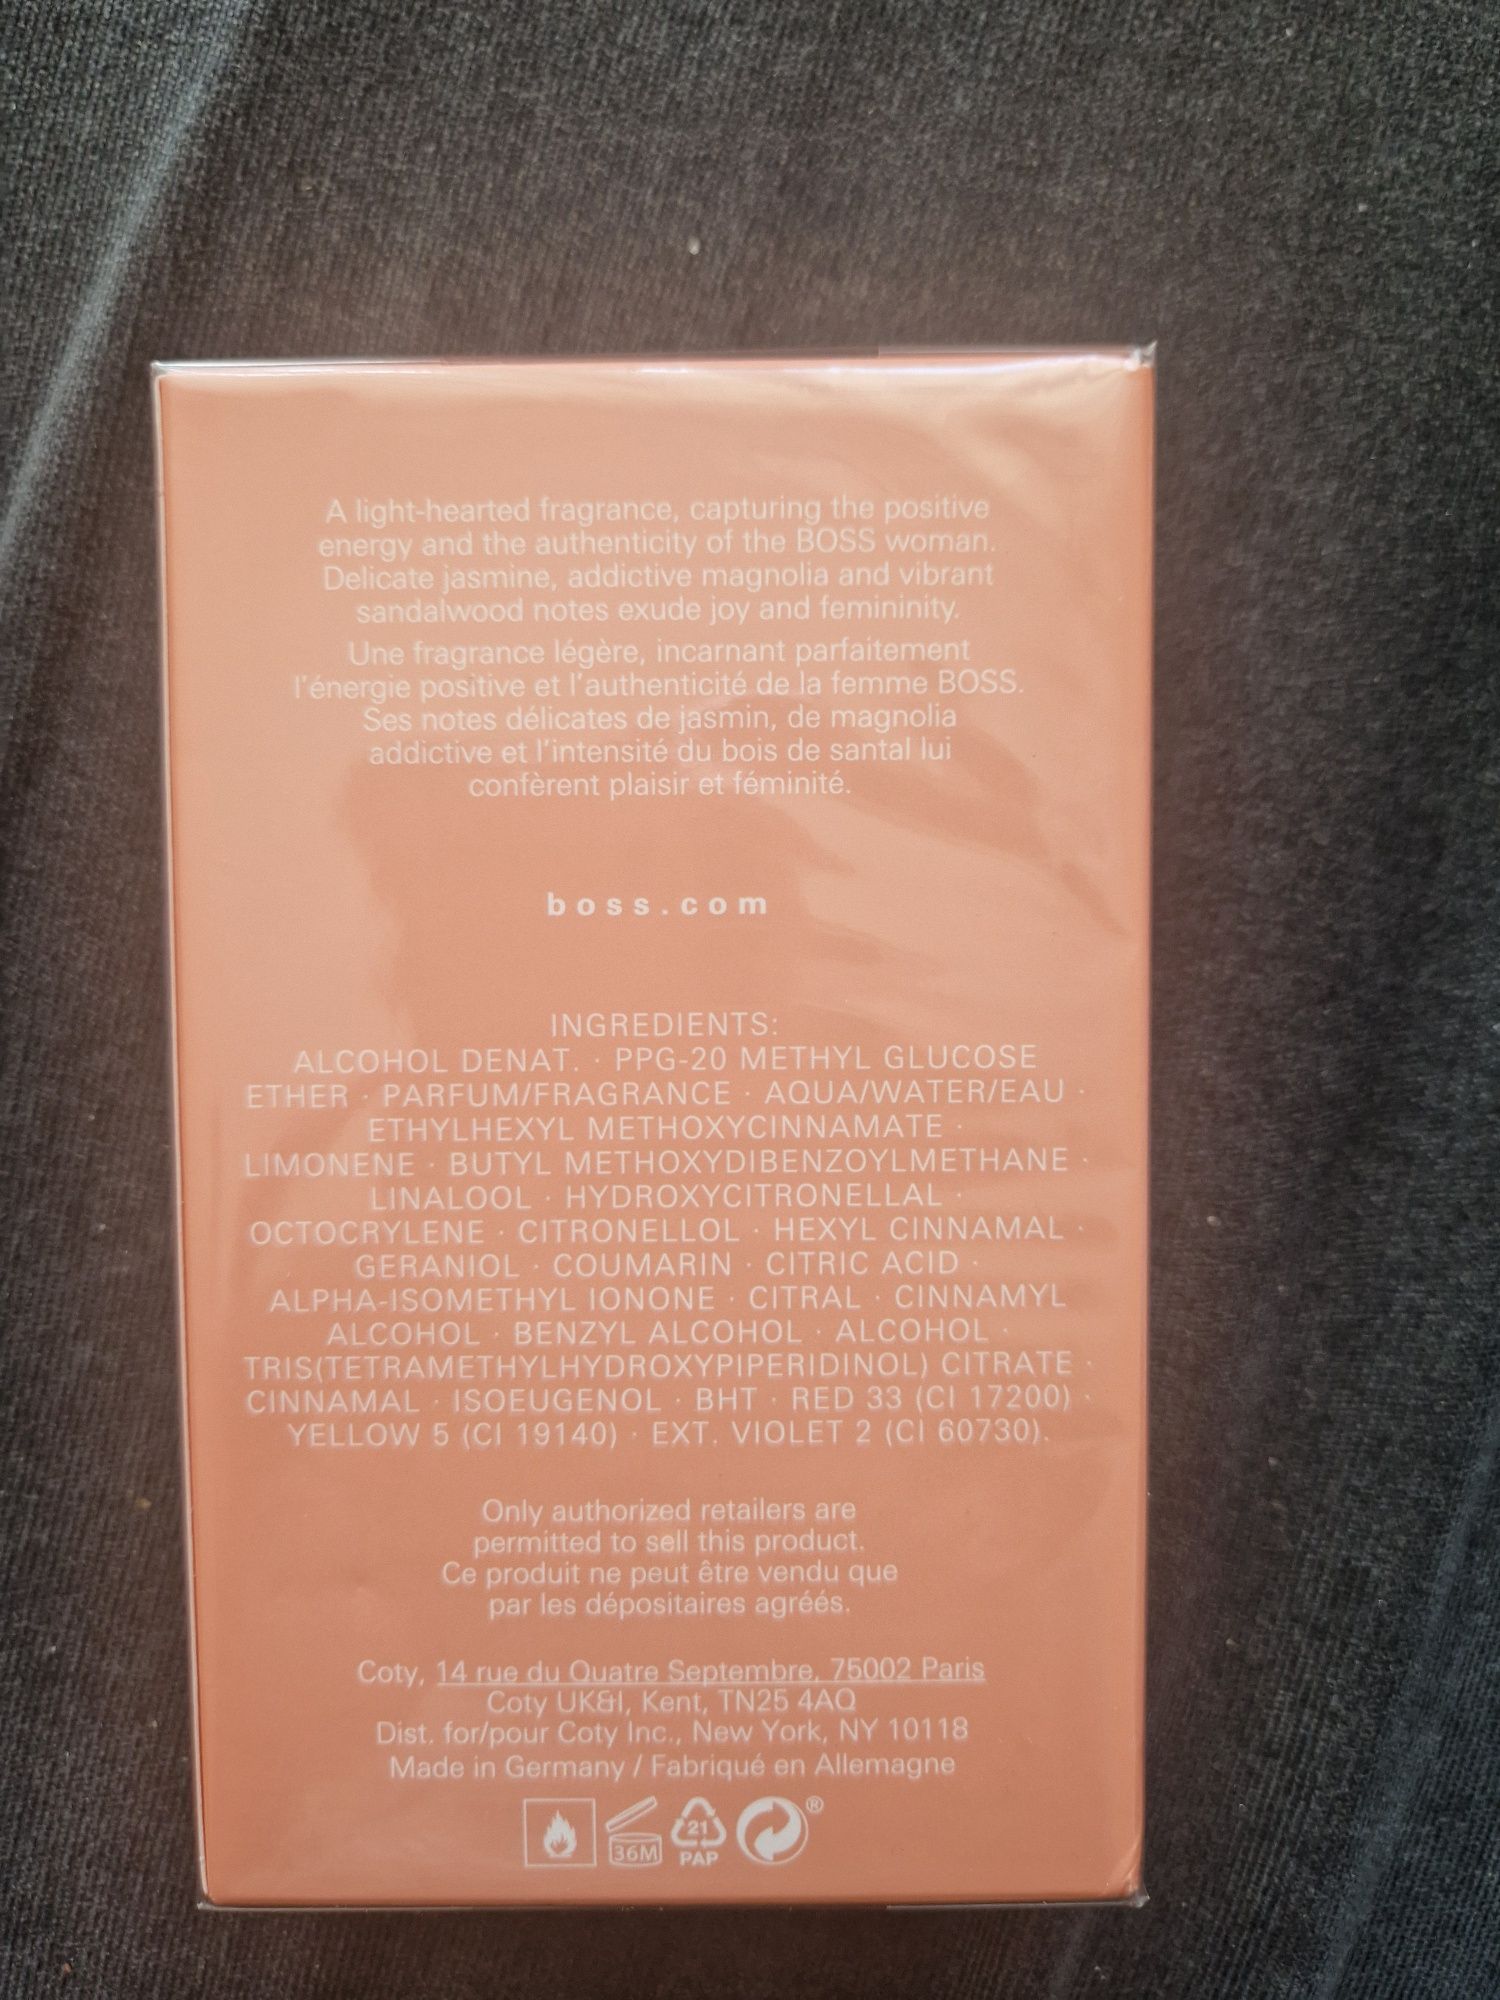 A light-hearted fragrance, capturing the positive
energy and the authenticity of the BOSS woman.
Delicate jasmine, addictive magnolia and vibrant
sandalwood notes exude joy and femininity.
Une fragrance légère, incarnant parfaitement
l'énergie positive et l'authenticité de la femme BOSS.
Ses notes délicates de jasmin, de magnolia
addictive et l'intensité du bois de santal lui
confèrent plaisir et féminité.
boss.com
INGREDIENTS:
ALCOHOL DENAT. · PPG-20 METHYL GLUCOSE
ETHER · PARFUM/FRAGRANCE · AQUA/WATER/EAU ·
ETHYLHEXYL METHOXYCINNAMATE ·
LIMONENE · BUTYL METHOXYDIBENZOYLMETHANE ·
LINALOOL · HYDROXYCITRONELLAL ·
OCTOCRYLENE · CITRONELLOL · HEXYL CINNAMAL ·
GERANIOL · COUMARIN · CITRIC ACID ·
ALPHA-ISOMETHYL IONONE · CITRAL · CINNAMYL
ALCOHOL · BENZYL ALCOHOL · ALCOHOL ·
TRIS(TETRAMETHYLHYDROXYPIPERIDINOL) CITRATE ·
CINNAMAL · ISOEUGENOL · BHT · RED 33 (CI 17200) ·
YELLOW 5 (CI 19140) · EXT. VIOLET 2 (CI 60730).
Only authorized retailers are
permitted to sell this product.
Ce produit ne peut être vendu que
par les dépositaires agréés.
Coty, 14 rue du Quatre Septembre, 75002 Paris
Coty UK&I, Kent, TN25 4AQ
Dist. for/pour Coty Inc., New York, NY 10118
Made in Germany / Fabriqué en Allemagne
36M
21
PAP
®